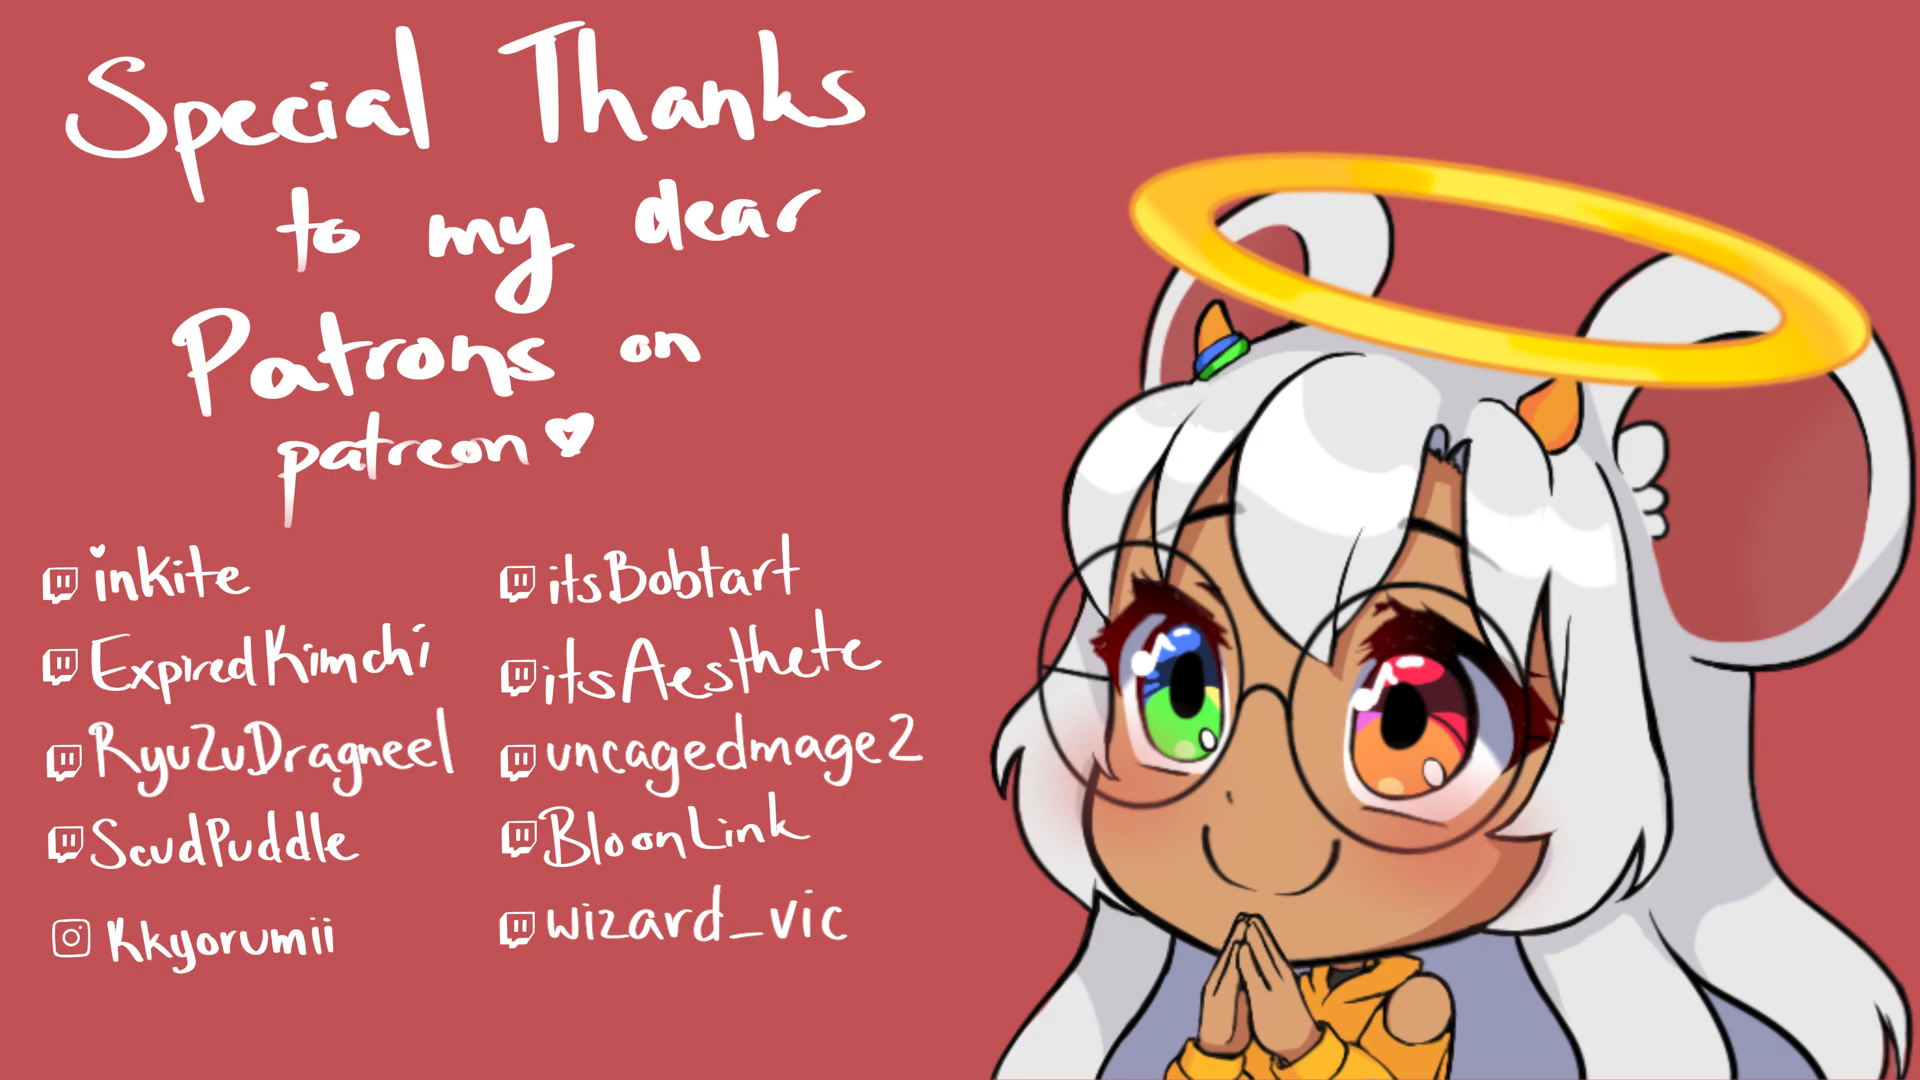 Special Thanks
to my dear
Patrons on
patreon
inkite
ExpiredKimchi
RyuZuDragneel
ScudPuddle
kkyorumii
itsBobtart
itsAesthete
uncagedmage2
BloonLink
wizard_vic